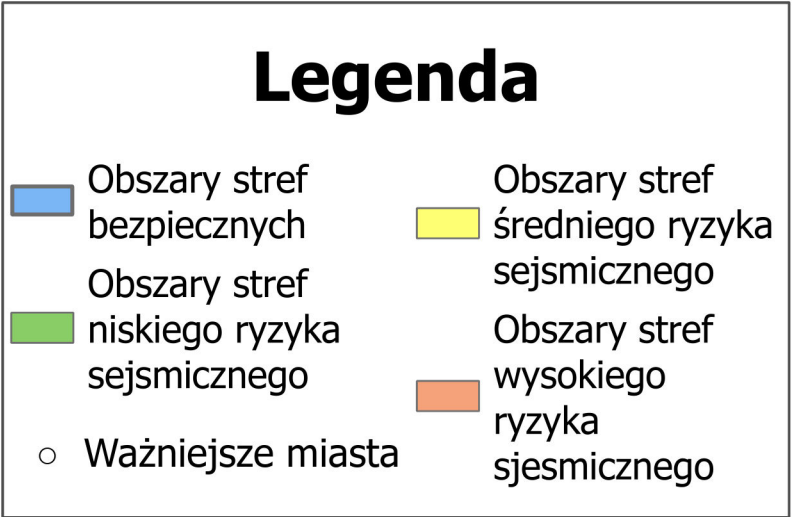 Legenda
Obszary stref
bezpiecznych
Obszary stref
niskiego ryzyka
sejsmicznego
Ważniejsze miasta
Obszary stref
średniego ryzyka
sejsmicznego
Obszary stref
wysokiego
ryzyka
sjesmicznego